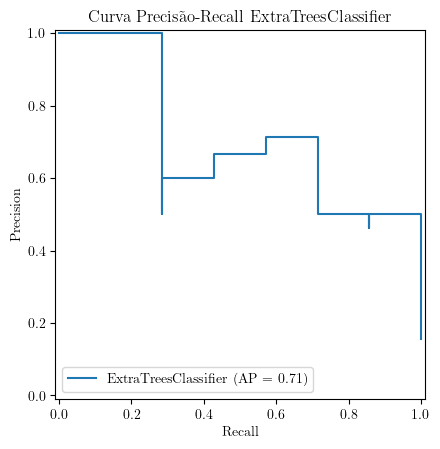 Curva Precisão-Recall ExtraTreesClassifier
1.0
0.8
0.6
0.4
0.2
0.0
Precision
ExtraTreesClassifier (AP = 0.71)
0.0 0.2 0.4 0.6 0.8 1.0
Recall